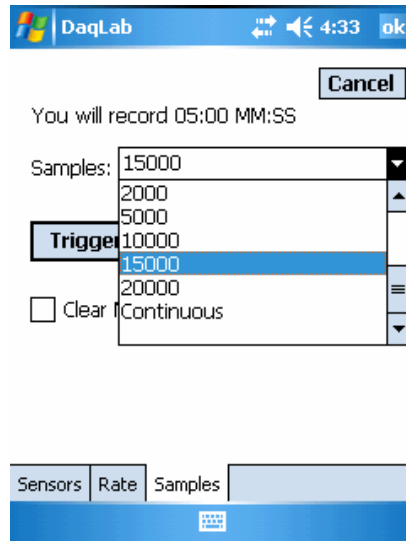 DaqLab 4:33 ok
Cancel
You will record 05:00 MM:SS
Samples: 15000
2000
5000
Trigger 10000
15000
20000
Clear Continuous
Sensors Rate Samples